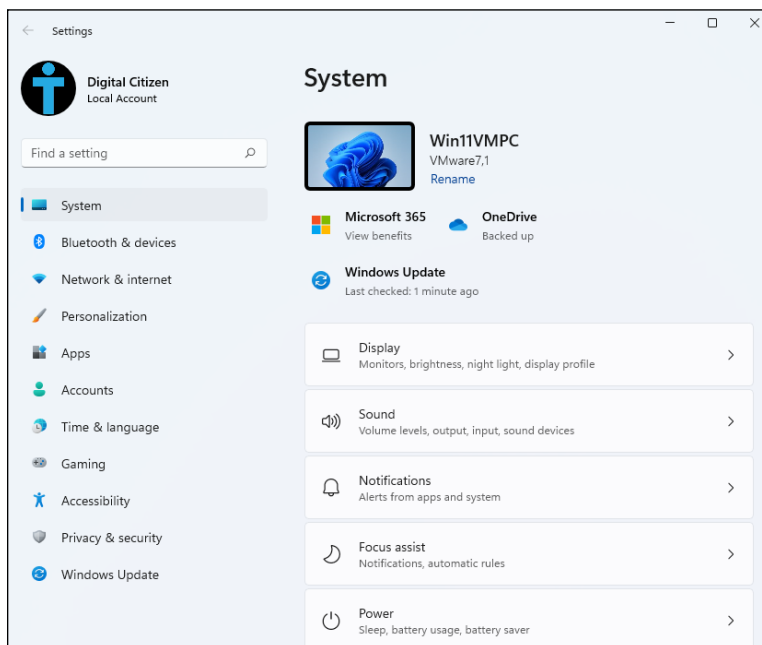 Settings
Digital Citizen
Local Account
Find a setting
System
Bluetooth & devices
Network & internet
Personalization
Apps
Accounts
Time & language
Gaming
Accessibility
Privacy & security
Windows Update
System
Win11VMPC
VMware7,1
Rename
Microsoft 365
View benefits
OneDrive
Backed up
Windows Update
Last checked: 1 minute ago
Display
Monitors, brightness, night light, display profile
Sound
Volume levels, output, input, sound devices
Notifications
Alerts from apps and system
Focus assist
Notifications, automatic rules
Power
Sleep, battery usage, battery saver